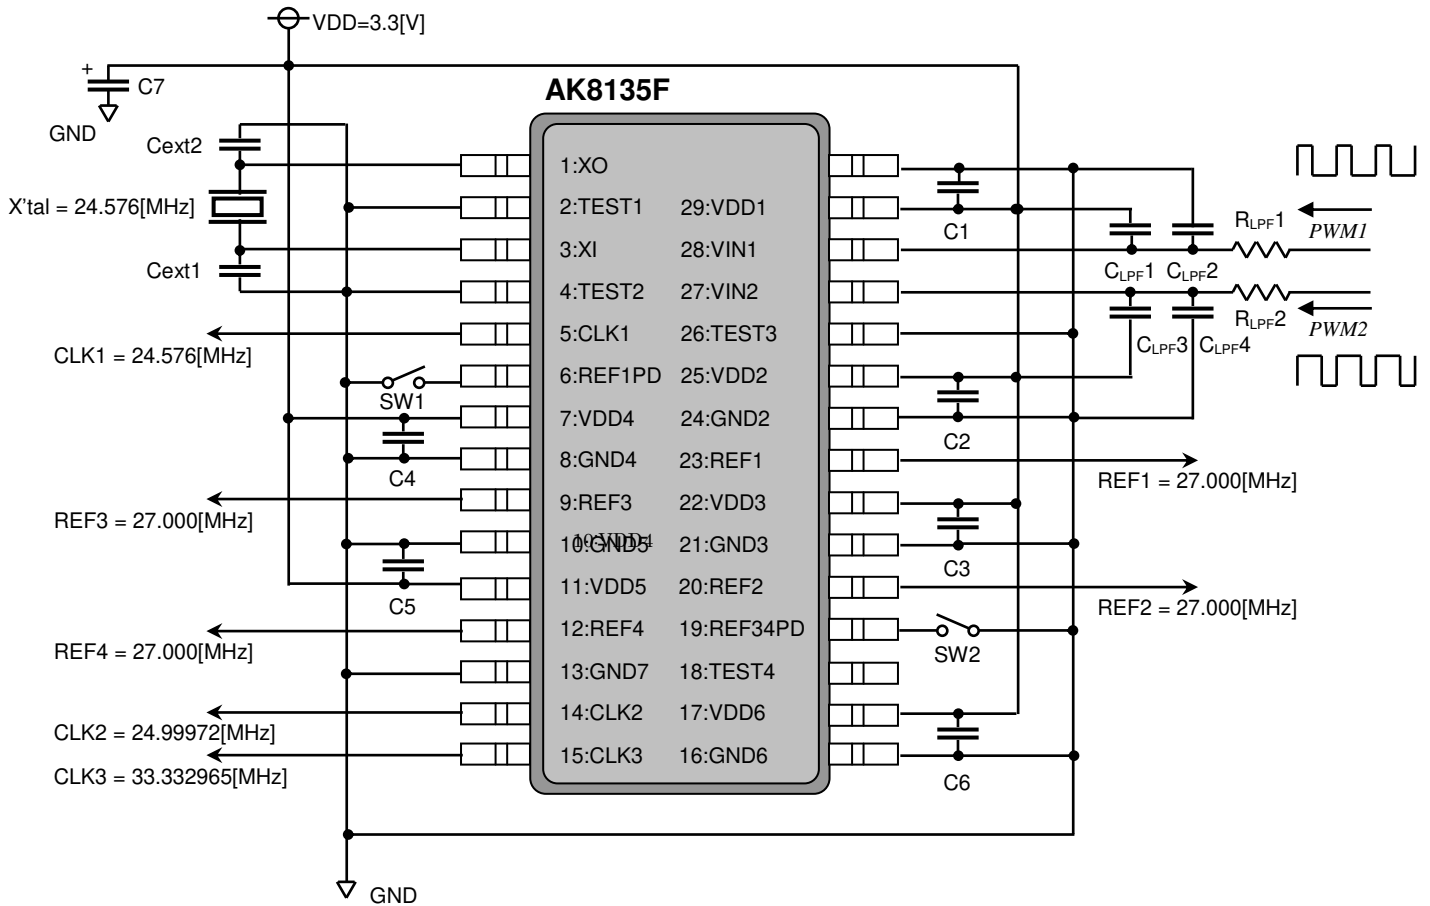 VDD=3.3[V]
+
C7
GND
AK8135F
Cext2
X'tal = 24.576[MHz]
Cext1
CLK1 = 24.576[MHz]
SW1
C4
REF3 = 27.000[MHz]
C5
REF4 = 27.000[MHz]
CLK2 = 24.99972[MHz]
CLK3 = 33.332965[MHz]
GND
1:XO
2:TEST1
3:XI
4:TEST2
5:CLK1
6:REF1PD
7:VDD4
8:GND4
9:REF3
10:GND5
10:VDD4
11:VDD5
12:REF4
13:GND7
14:CLK2
15:CLK3
29:VDD1
28:VIN1
27:VIN2
26:TEST3
25:VDD2
24:GND2
23:REF1
22:VDD3
21:GND3
20:REF2
19:REF34PD
18:TEST4
17:VDD6
16:GND6
C1
RLPF1
PWM1
CLPF1 CLPF2
RLPF2
PWM2
CLPF3 CLPF4
C2
REF1 = 27.000[MHz]
C3
REF2 = 27.000[MHz]
SW2
C6